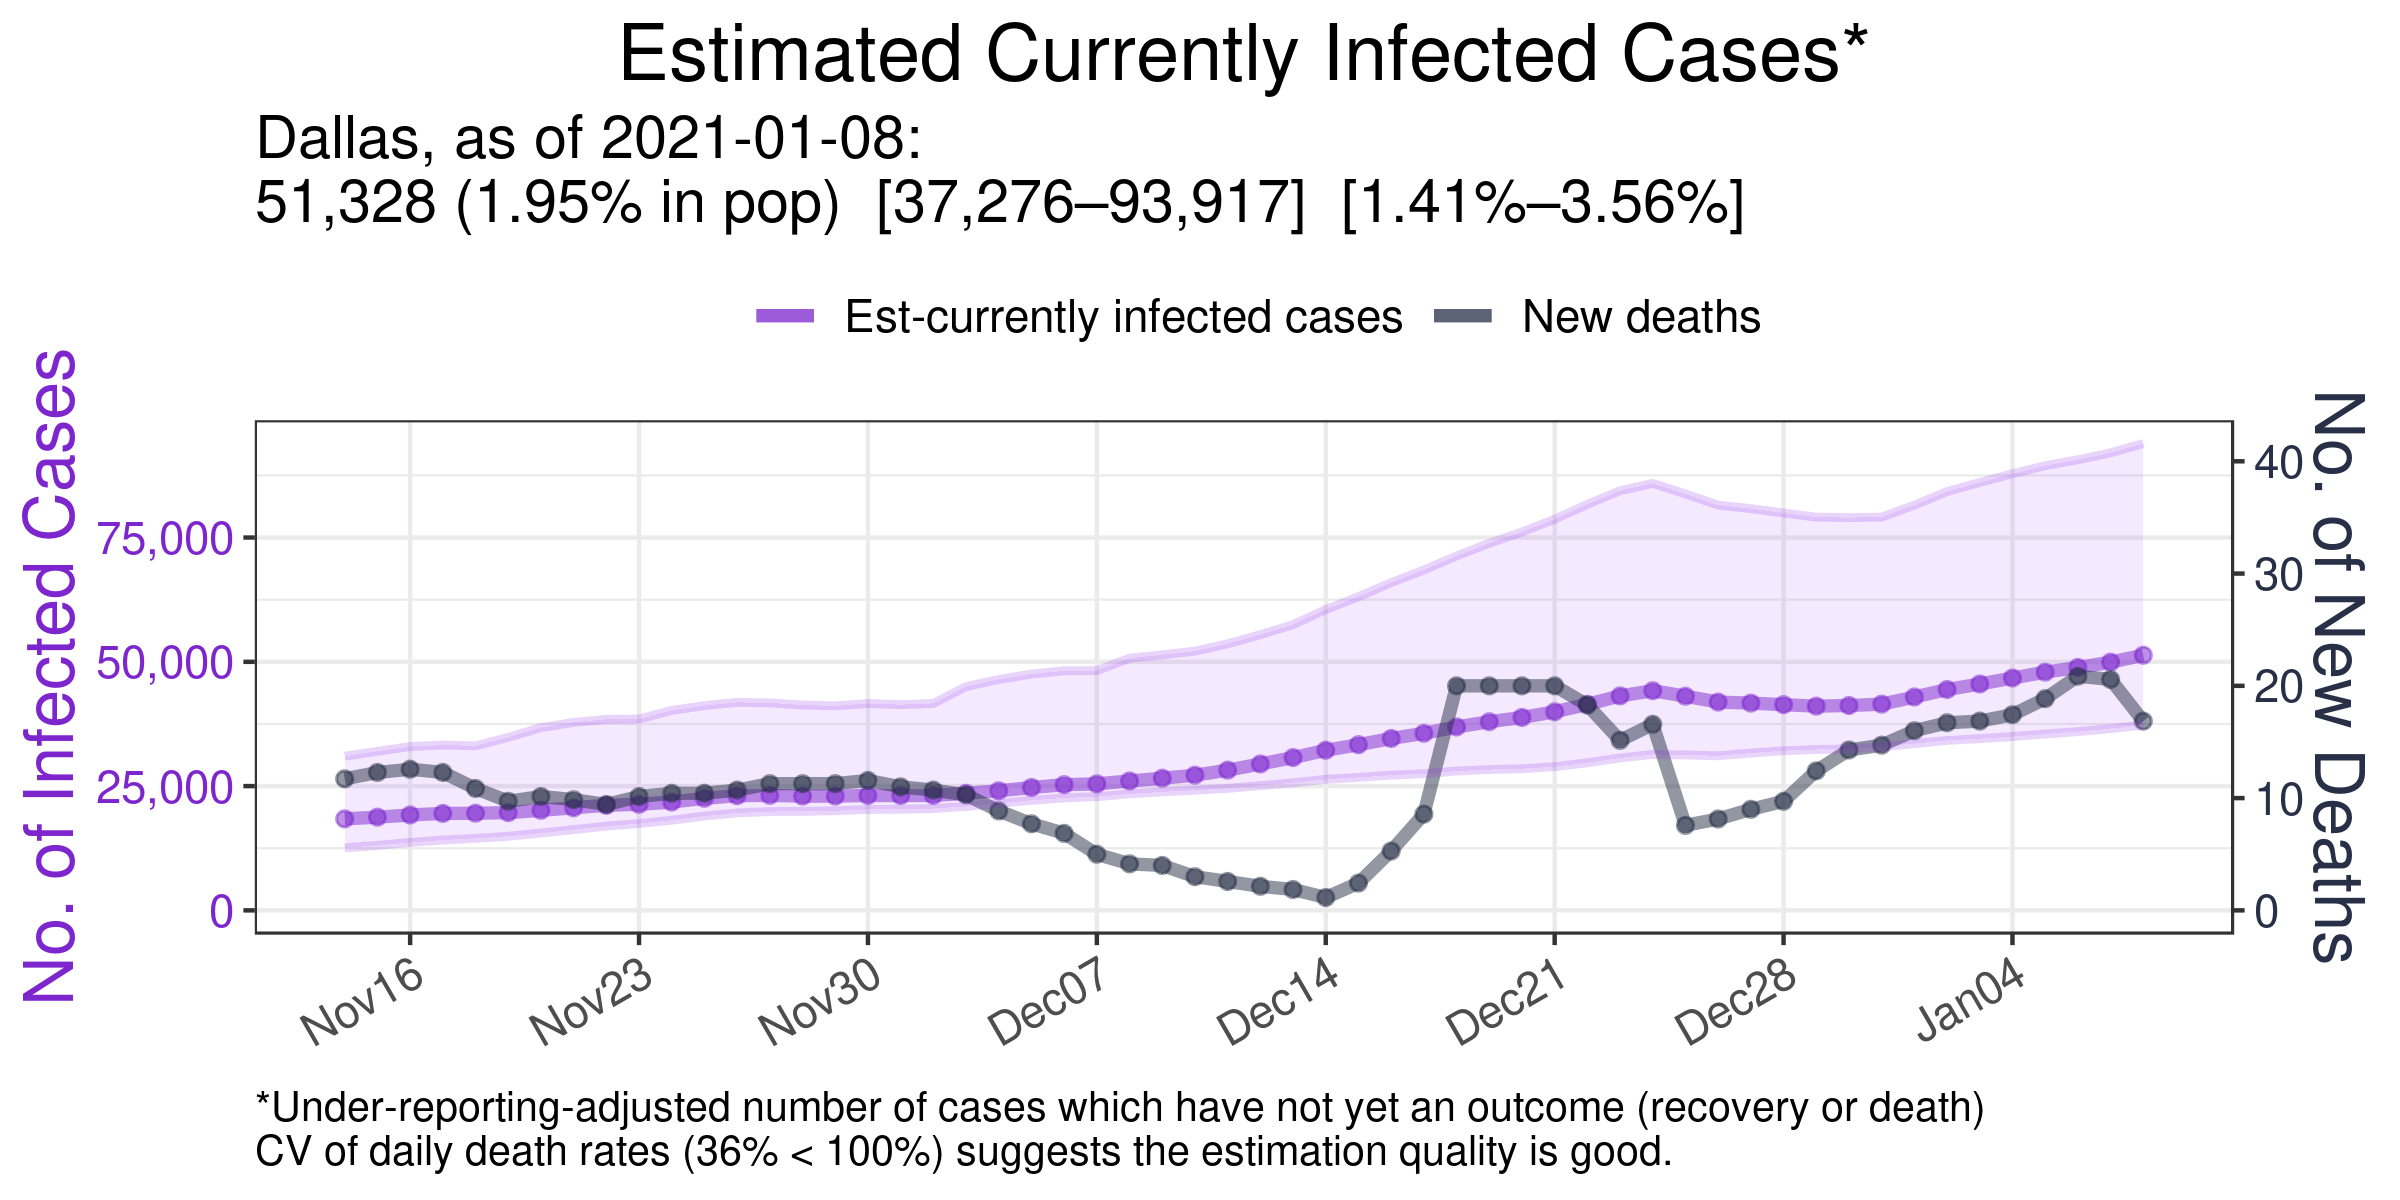 Estimated Currently Infected Cases*
Dallas, as of 2021-01-08:
51,328 (1.95% in pop)  [37,276–93,917]  [1.41%–3.56%]
Est-currently infected cases
New deaths
No. of Infected Cases
75,000
50,000
25,000
0
40
30
20
10
0
No. of New Deaths
Nov16
Nov23
Nov30
Dec07
Dec14
Dec21
Dec28
Jan04
*Under-reporting-adjusted number of cases which have not yet an outcome (recovery or death)
CV of daily death rates (36% < 100%) suggests the estimation quality is good.